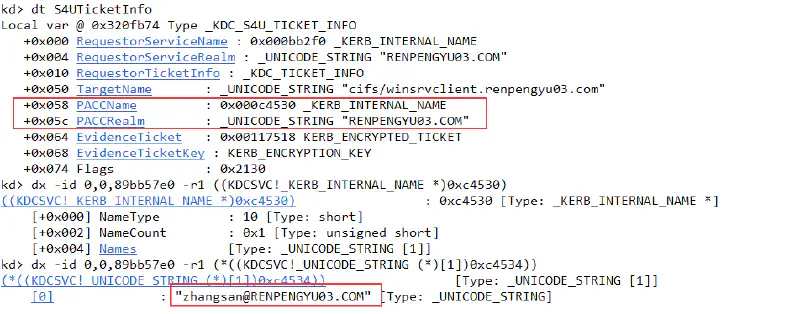 kd> dt S4UTicketInfo
Local var @ 0x320fb74 Type _KDC_S4U_TICKET_INFO
+0x000 RequestorServiceName : 0x000bb2f0 _KERB_INTERNAL_NAME
+0x004 RequestorServiceRealm : _UNICODE_STRING "RENPENGYU03.COM"
+0x010 RequestorTicketInfo : _KDC_TICKET_INFO
+0x050 TargetName : _UNICODE_STRING "cifs/winsrvclient.renpengyu03.com"
+0x058 PACCName : 0x000c4530 _KERB_INTERNAL_NAME
+0x05c PACCRealm : _UNICODE_STRING "RENPENGYU03.COM"
+0x064 EvidenceTicket : 0x00117518 KERB_ENCRYPTED_TICKET
+0x068 EvidenceTicketKey : KERB_ENCRYPTION_KEY
+0x074 Flags : 0x2130
kd> dx -id 0,0,89bb57e0 -r1 ((KDCSVC!_KERB_INTERNAL_NAME *)0xc4530)
((KDCSVC!_KERB_INTERNAL_NAME *)0xc4530) : 0xc4530 [Type: _KERB_INTERNAL_NAME *]
[+0x000] NameType : 10 [Type: short]
[+0x002] NameCount : 0x1 [Type: unsigned short]
[+0x004] Names [Type: _UNICODE_STRING [1]]
kd> dx -id 0,0,89bb57e0 -r1 (*((KDCSVC!_UNICODE_STRING (*)[1])0xc4534))
(*((KDCSVC!_UNICODE_STRING (*)[1])0xc4534)) [Type: _UNICODE_STRING [1]]
[0] : "zhangsan@RENPENGYU03.COM" [Type: _UNICODE_STRING]